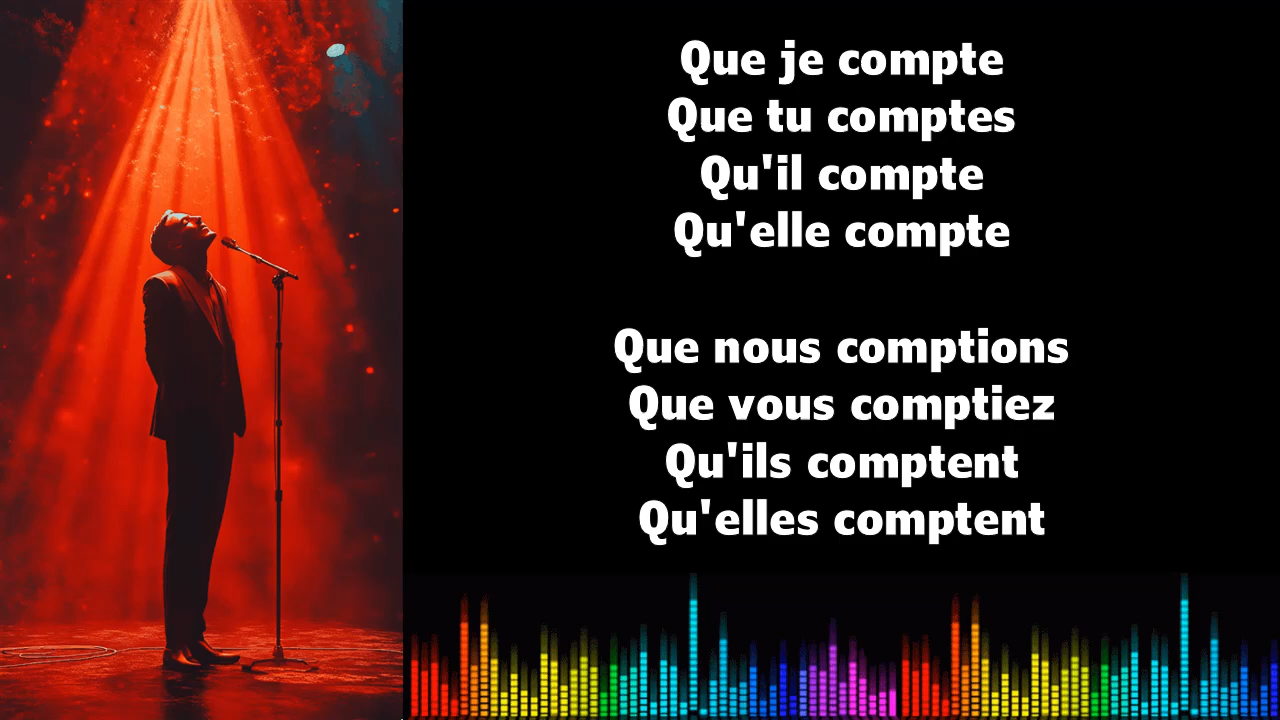 Que je compte
Que tu comptes
Qu'il compte
Qu'elle compte
Que nous comptions
Que vous comptiez
Qu'ils comptent
Qu'elles comptent